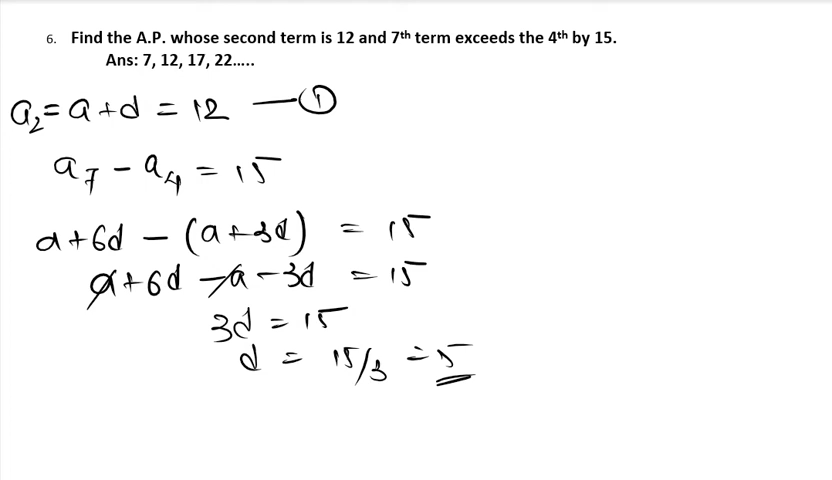 6. Find the A.P. whose second term is 12 and 7th term exceeds the 4th by 15.
Ans: 7, 12, 17, 22.....
a₂ = a + d = 12 —①
a₇ - a₄ = 15
a + 6d - (a + 3d) = 15
a + 6d - a - 3d = 15
3d = 15
d = 15/3 = 5